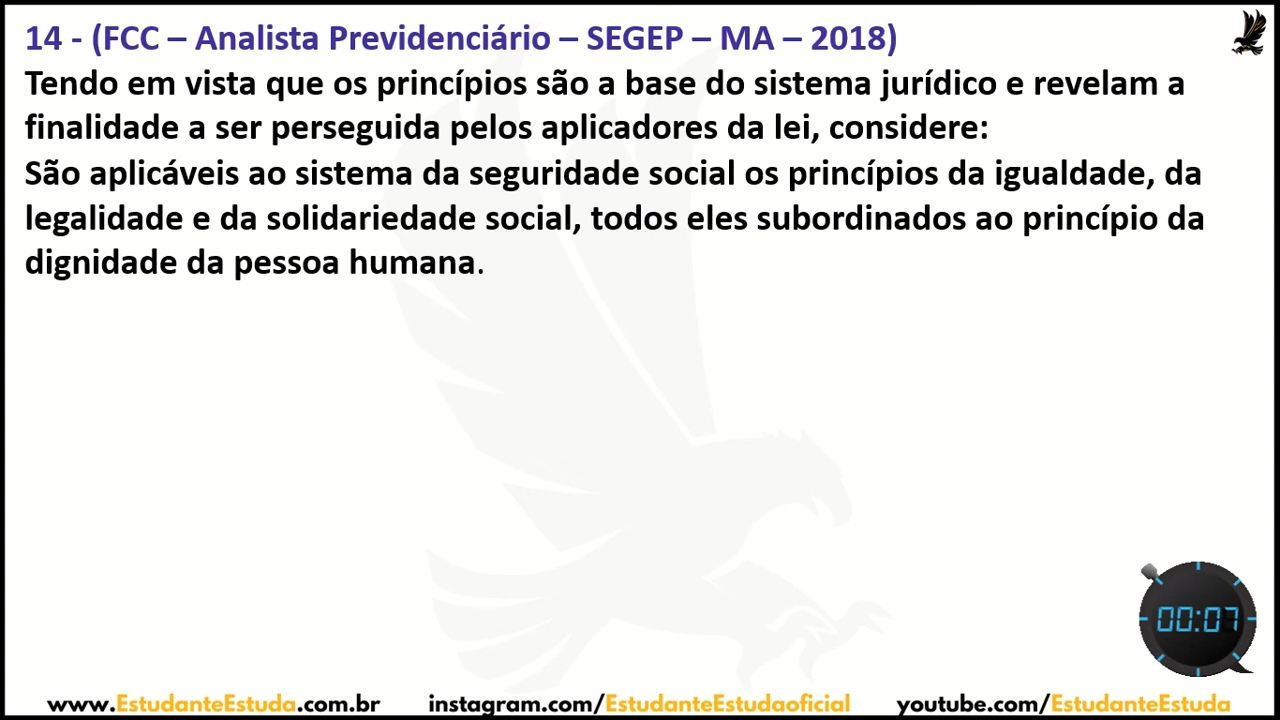 14 - (FCC – Analista Previdenciário – SEGEP – MA – 2018)
Tendo em vista que os princípios são a base do sistema jurídico e revelam a
finalidade a ser perseguida pelos aplicadores da lei, considere:
São aplicáveis ao sistema da seguridade social os princípios da igualdade, da
legalidade e da solidariedade social, todos eles subordinados ao princípio da
dignidade da pessoa humana.
00:07
www.EstudanteEstuda.com.br instagram.com/EstudanteEstudaoficial youtube.com/EstudanteEstuda